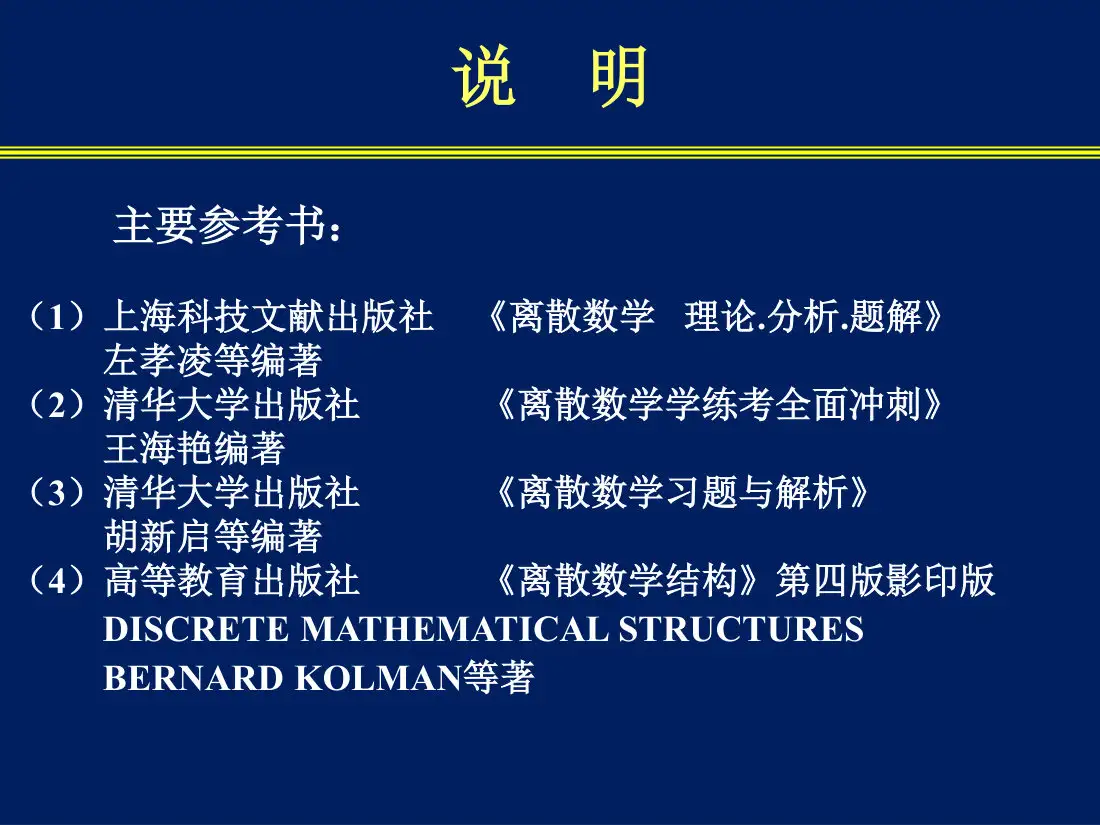 说 明
主要参考书：
（1）上海科技文献出版社 《离散数学 理论.分析.题解》
左孝凌等编著
（2）清华大学出版社 《离散数学学练考全面冲刺》
王海艳编著
（3）清华大学出版社 《离散数学习题与解析》
胡新启等编著
（4）高等教育出版社 《离散数学结构》第四版影印版
DISCRETE MATHEMATICAL STRUCTURES
BERNARD KOLMAN等著